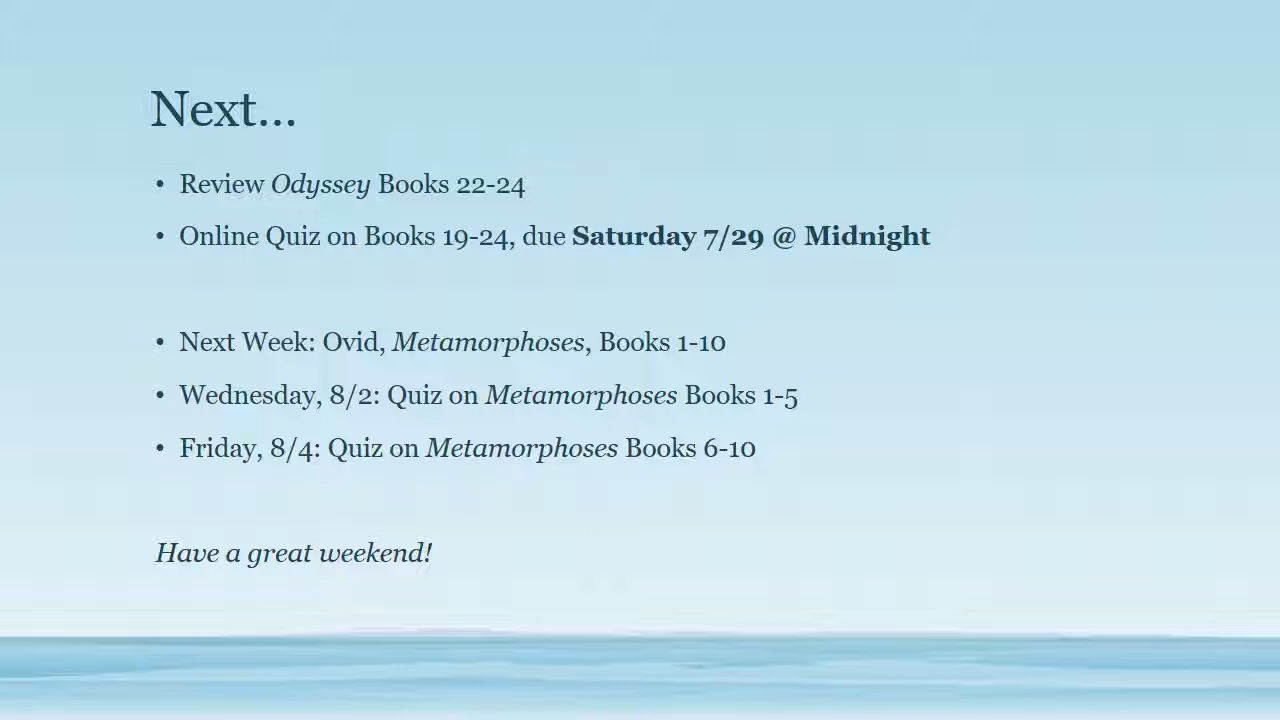 Next...
• Review Odyssey Books 22-24
• Online Quiz on Books 19-24, due Saturday 7/29 @ Midnight
• Next Week: Ovid, Metamorphoses, Books 1-10
• Wednesday, 8/2: Quiz on Metamorphoses Books 1-5
• Friday, 8/4: Quiz on Metamorphoses Books 6-10
Have a great weekend!